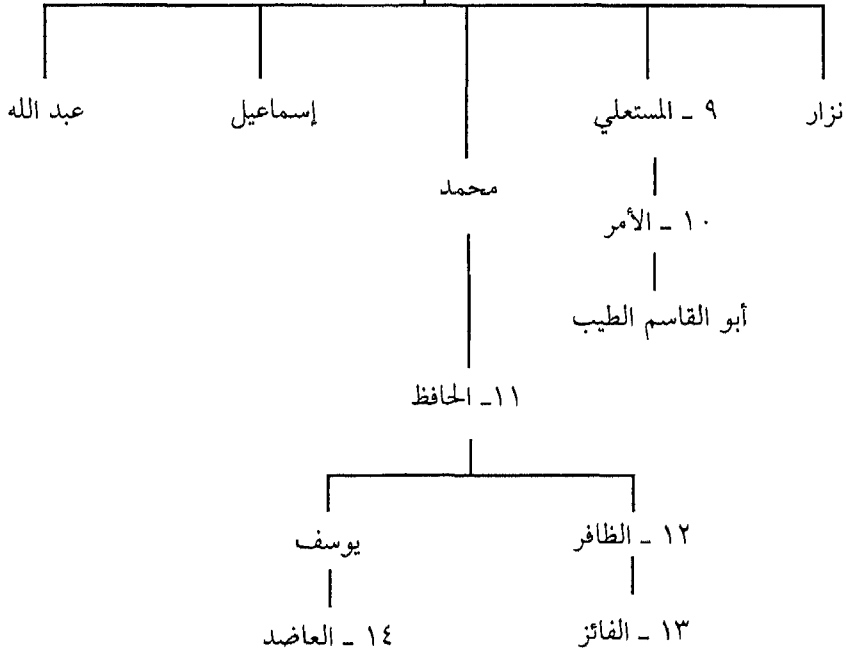 نزار ٩ ـ المستعلي إسماعيل عبد الله
محمد
١٠ ـ الأمر
أبو القاسم الطيب
١١ـ الحافظ
١٢ ـ الظافر يوسف
١٣ ـ الفائز ١٤ ـ العاضد